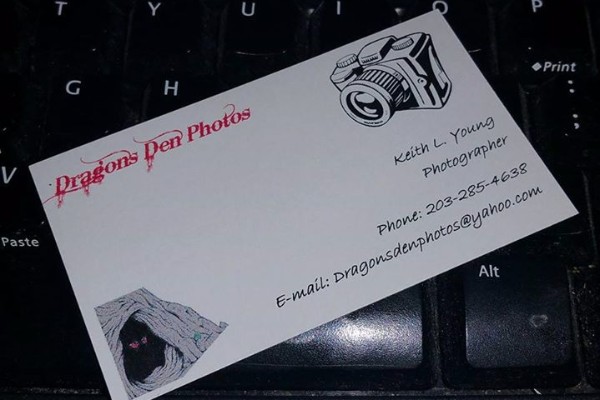 T Y U I O P
Print
G H
V
Paste
Alt
Dragons Den Photos
Keith L. Young
Photographer
Phone: 203-285-4638
E-mail: Dragonsdenphotos@yahoo.com